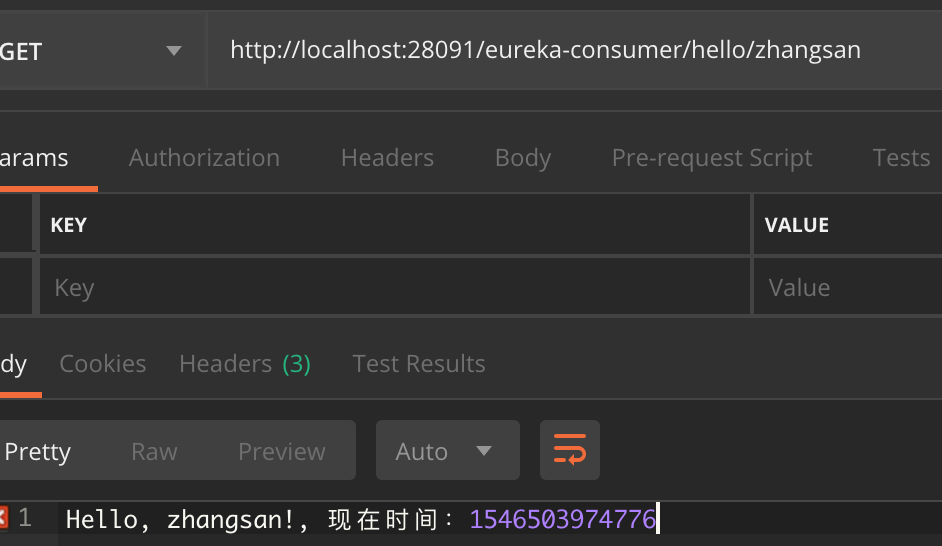 GET http://localhost:28091/eureka-consumer/hello/zhangsan
arams Authorization Headers Body Pre-request Script Tests
KEY VALUE
Key Value
dy Cookies Headers (3) Test Results
Pretty Raw Preview Auto
1 Hello, zhangsan!, 现在时间：1546503974776